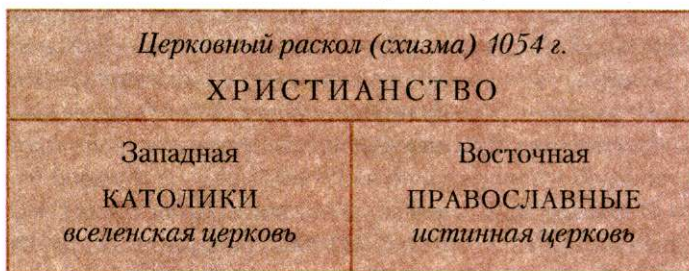 Церковный раскол (схизма) 1054 г.
ХРИСТИАНСТВО
Западная
КАТОЛИКИ
вселенская церковь
Восточная
ПРАВОСЛАВНЫЕ
истинная церковь